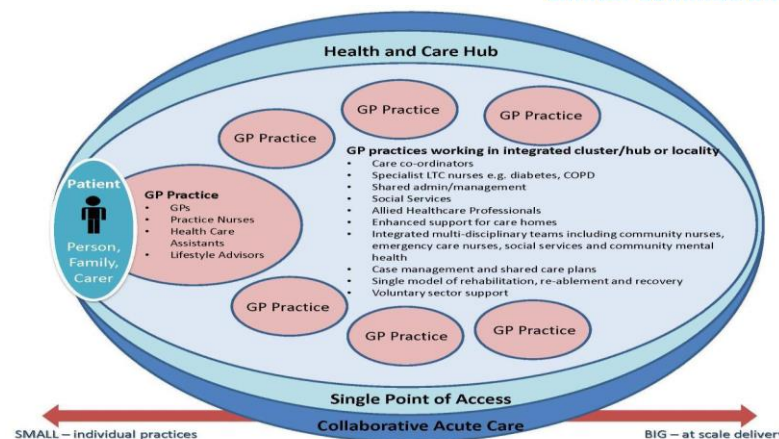 Health and Care Hub
GP Practice
GP Practice
GP Practice
GP practices working in integrated cluster/hub or locality
• Care co-ordinators
• Specialist LTC nurses e.g. diabetes, COPD
• Shared admin/management
• Social Services
• Allied Healthcare Professionals
• Enhanced support for care homes
• Integrated multi-disciplinary teams including community nurses,
emergency care nurses, social services and community mental
health
• Case management and shared care plans
• Single model of rehabilitation, re-ablement and recovery
• Voluntary sector support
Patient
Person,
Family,
Carer
GP Practice
• GPs
• Practice Nurses
• Health Care
Assistants
• Lifestyle Advisors
GP Practice
GP Practice
GP Practice
Single Point of Access
Collaborative Acute Care
SMALL – individual practices
BIG – at scale deliver